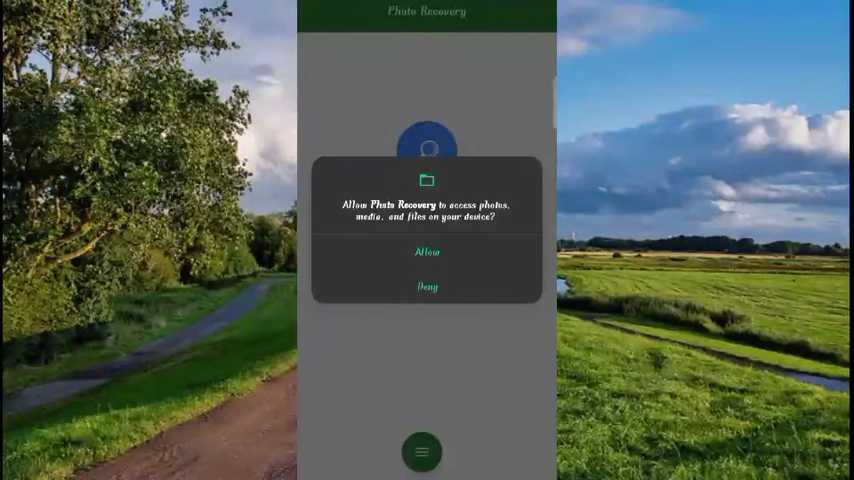 Photo Recovery
Allow Photo Recovery to access photos,
media, and files on your device?
Allow
Deny